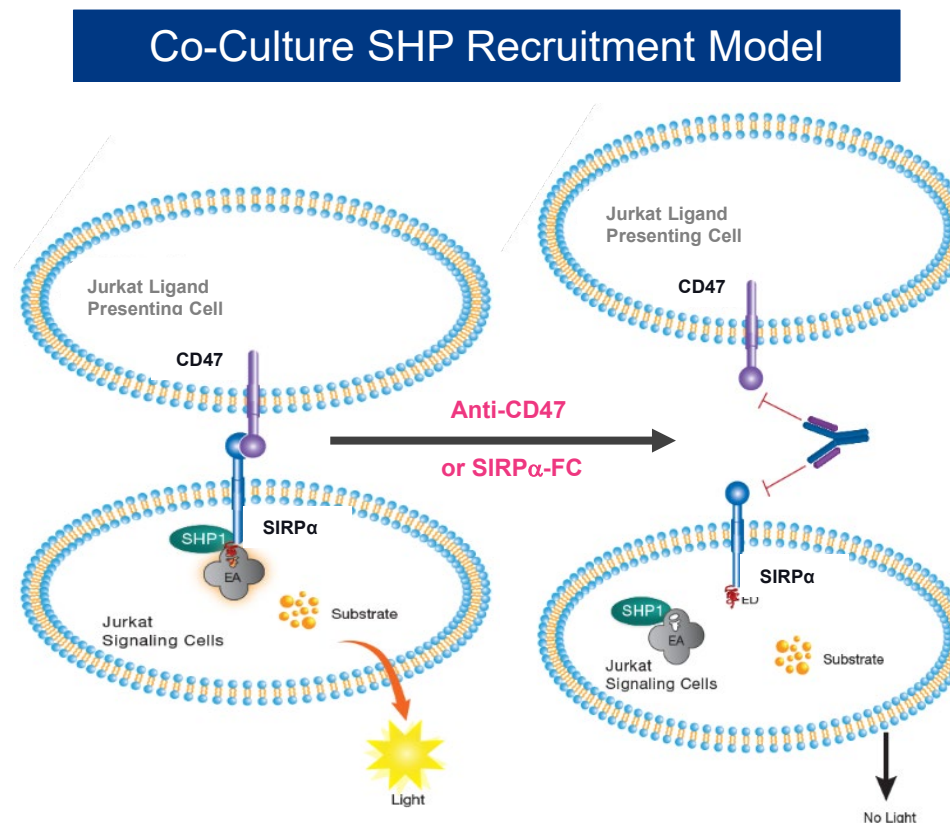 Co-Culture SHP Recruitment Model
Jurkat Ligand
Presenting Cell
CD47
SIRPα
SHP1
EA
Substrate
Jurkat
Signaling Cells
Light
Anti-CD47
or SIRPα-FC
Jurkat Ligand
Presenting Cell
CD47
SIRPα
ED
SHP1
EA
Substrate
Jurkat
Signaling Cells
No Light